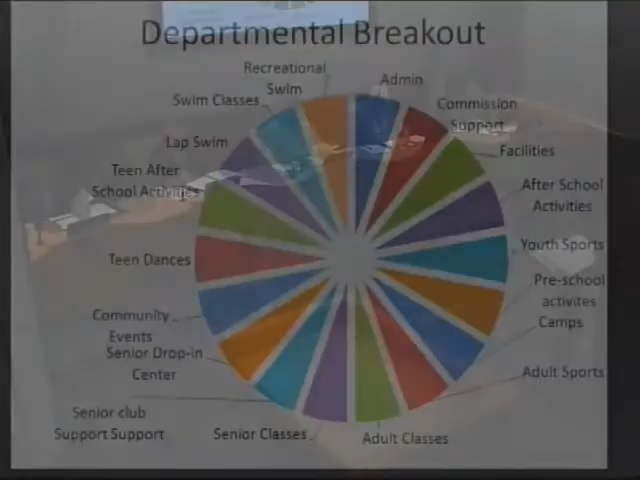 Departmental Breakout
Recreational
Swim
Admin
Swim Classes
Commission
Support
Lap Swim
Facilities
Teen After
School Activities
After School
Activities
Youth Sports
Teen Dances
Pre-school
activites
Community
Events
Camps
Senior Drop-in
Center
Adult Sports
Senior club
Support Support
Senior Classes
Adult Classes